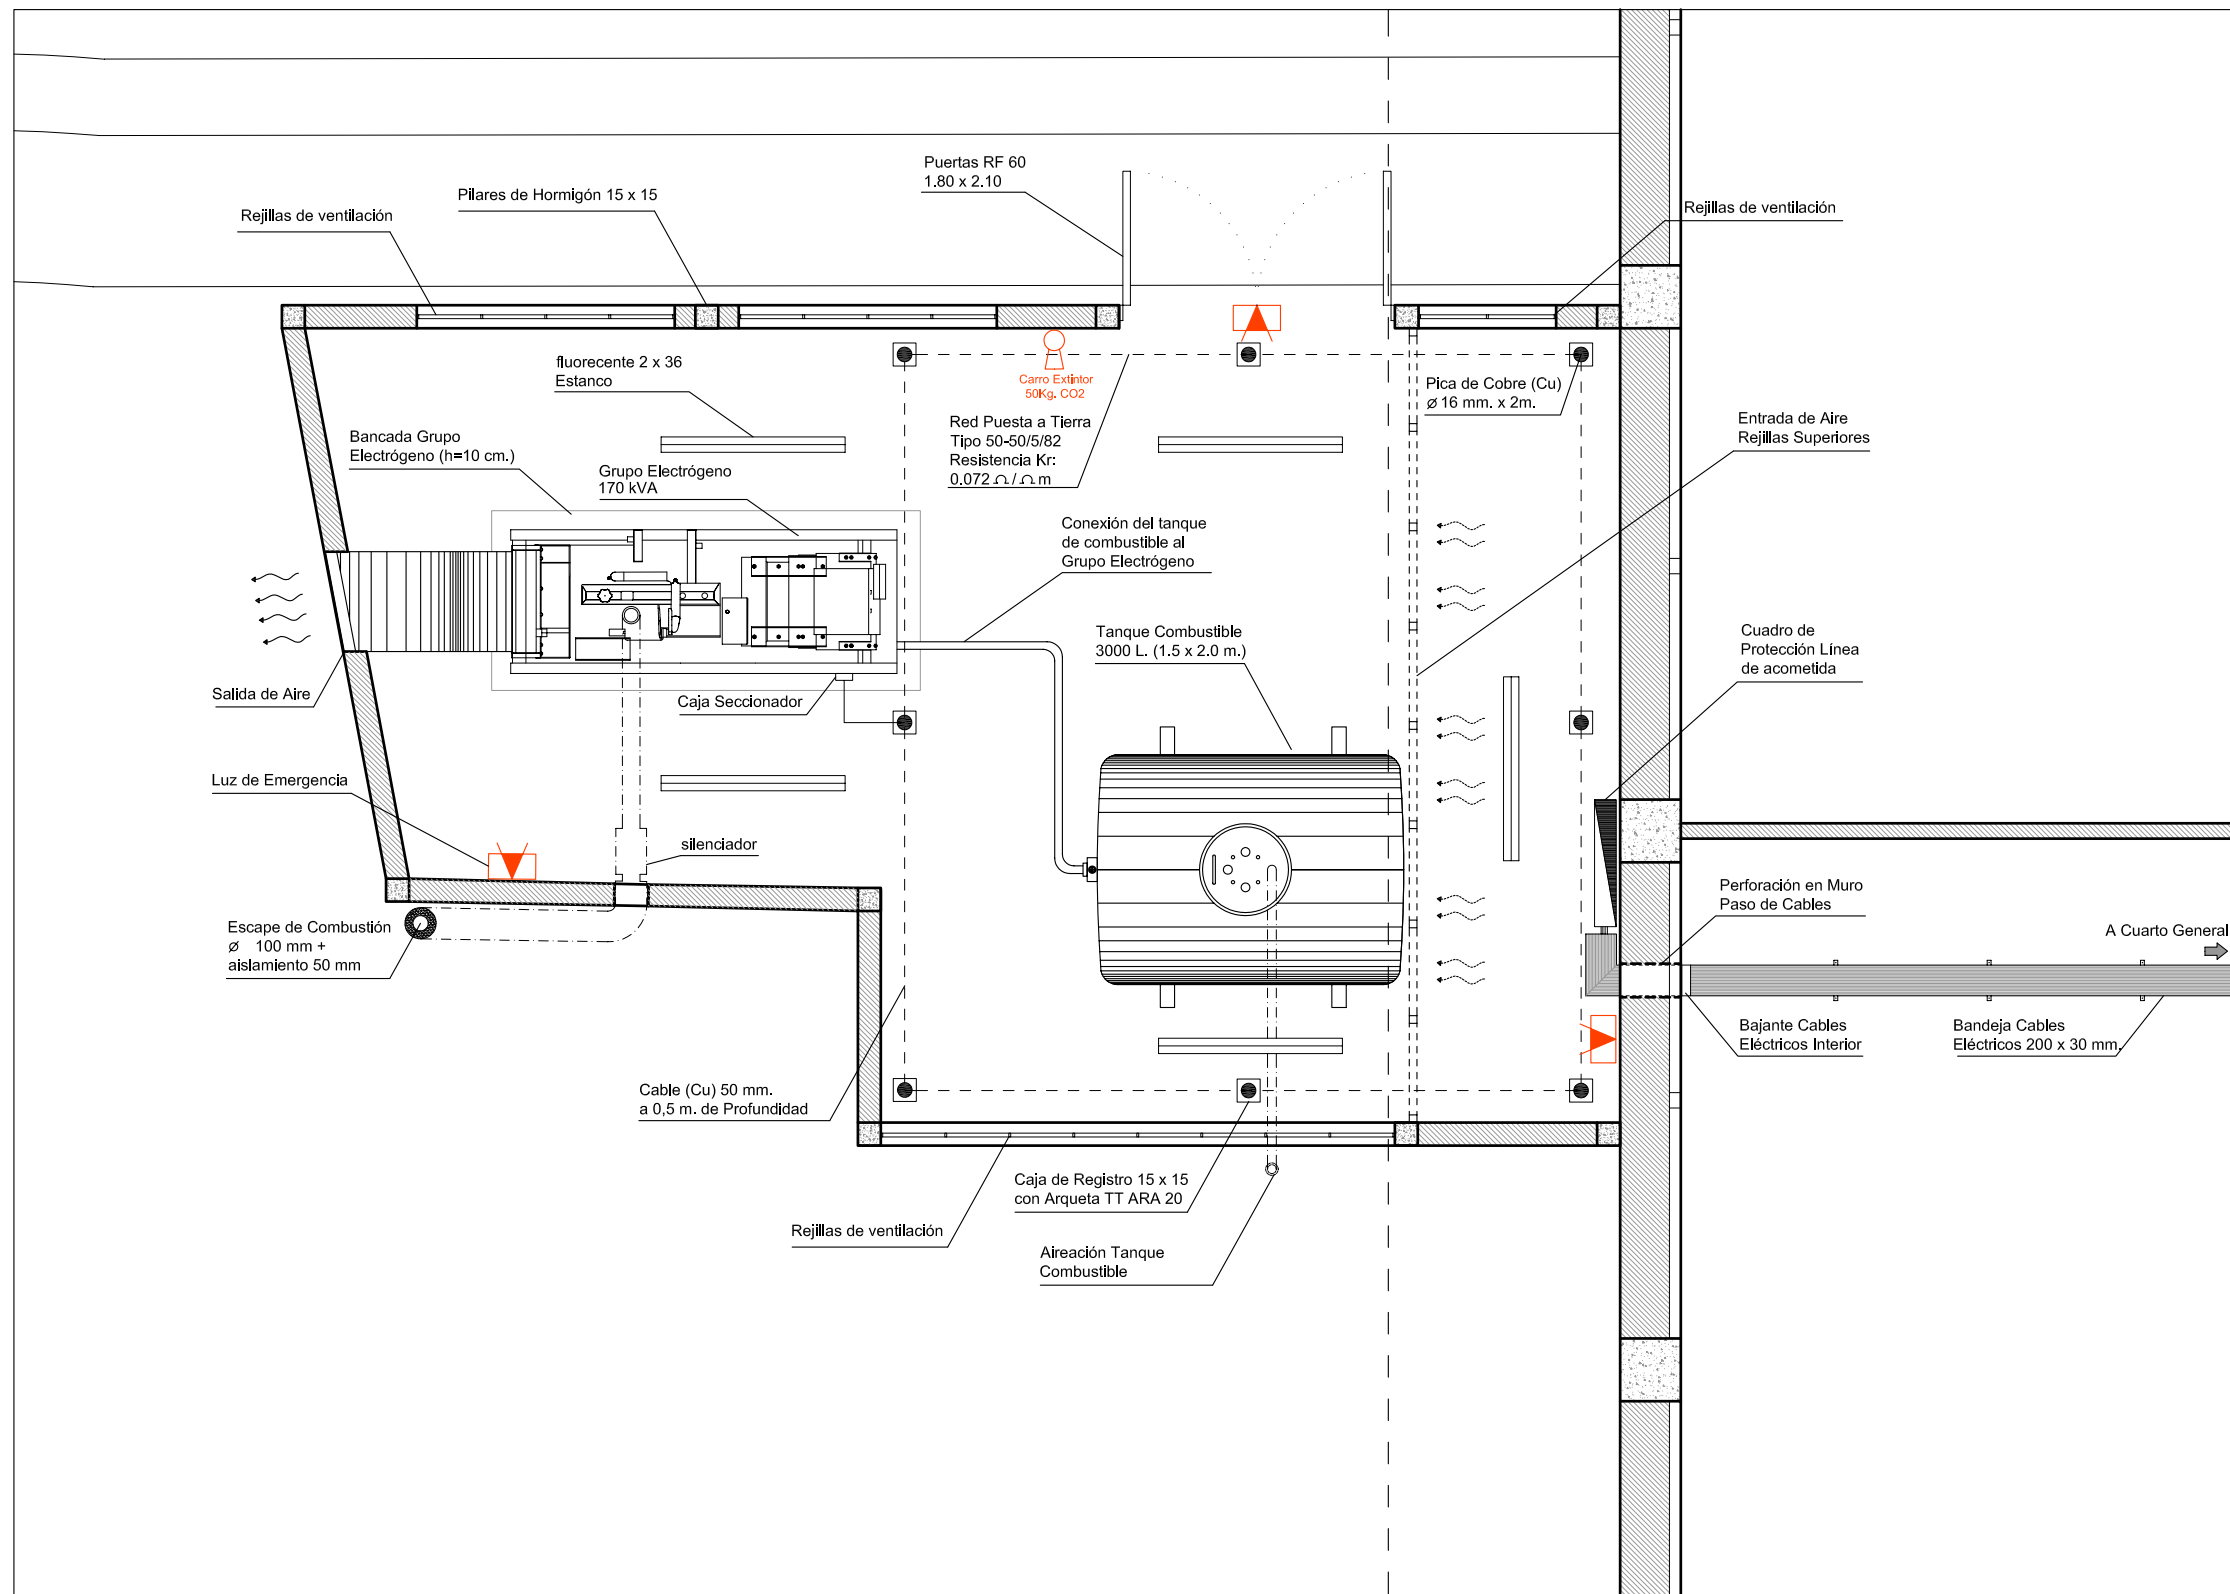 Puertas RF 60
1.80 x 2.10
Pilares de Hormigón 15 x 15
Rejillas de ventilación
Rejillas de ventilación
fluorecente 2 x 36
Estanco
Carro Extintor
50Kg. CO2
Pica de Cobre (Cu)
ø 16 mm. x 2m.
Red Puesta a Tierra
Tipo 50-50/5/82
Resistencia Kr:
0.072 Ω / Ω m
Entrada de Aire
Rejillas Superiores
Bancada Grupo
Electrógeno (h=10 cm.)
Grupo Electrógeno
170 kVA
Conexión del tanque
de combustible al
Grupo Electrógeno
Tanque Combustible
3000 L. (1.5 x 2.0 m.)
Cuadro de
Protección Línea
de acometida
Salida de Aire
Caja Seccionador
Luz de Emergencia
silenciador
Perforación en Muro
Paso de Cables
Escape de Combustión
ø 100 mm +
aislamiento 50 mm
A Cuarto General
Bajante Cables
Eléctricos Interior
Bandeja Cables
Eléctricos 200 x 30 mm.
Cable (Cu) 50 mm.
a 0,5 m. de Profundidad
Caja de Registro 15 x 15
con Arqueta TT ARA 20
Rejillas de ventilación
Aireación Tanque
Combustible